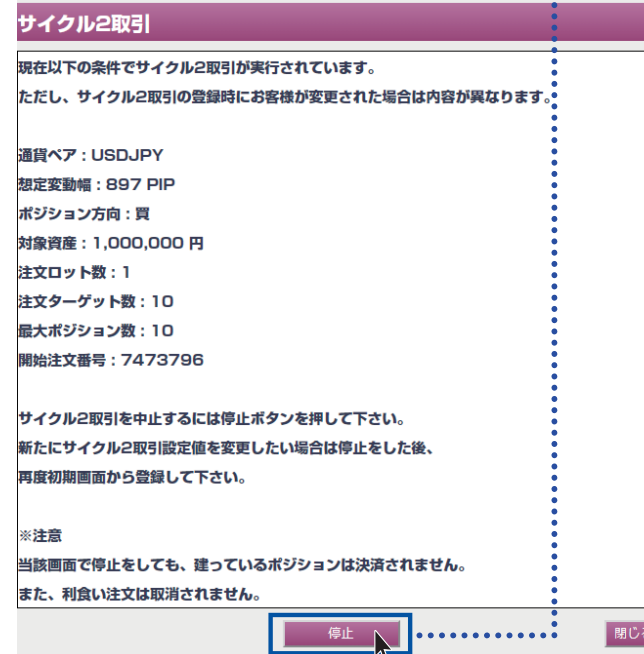 サイクル2取引
現在以下の条件でサイクル2取引が実行されています。
ただし、サイクル2取引の登録時にお客様が変更された場合は内容が異なります。
通貨ペア：USDJPY
想定変動幅：897 PIP
ポジション方向：買
対象資産：1,000,000 円
注文ロット数：1
注文ターゲット数：10
最大ポジション数：10
開始注文番号：7473796
サイクル2取引を中止するには停止ボタンを押して下さい。
新たにサイクル2取引設定値を変更したい場合は停止をした後、
再度初期画面から登録して下さい。
※注意
当該画面で停止をしても、建っているポジションは決済されません。
また、利食い注文は取消されません。
停止
閉じ